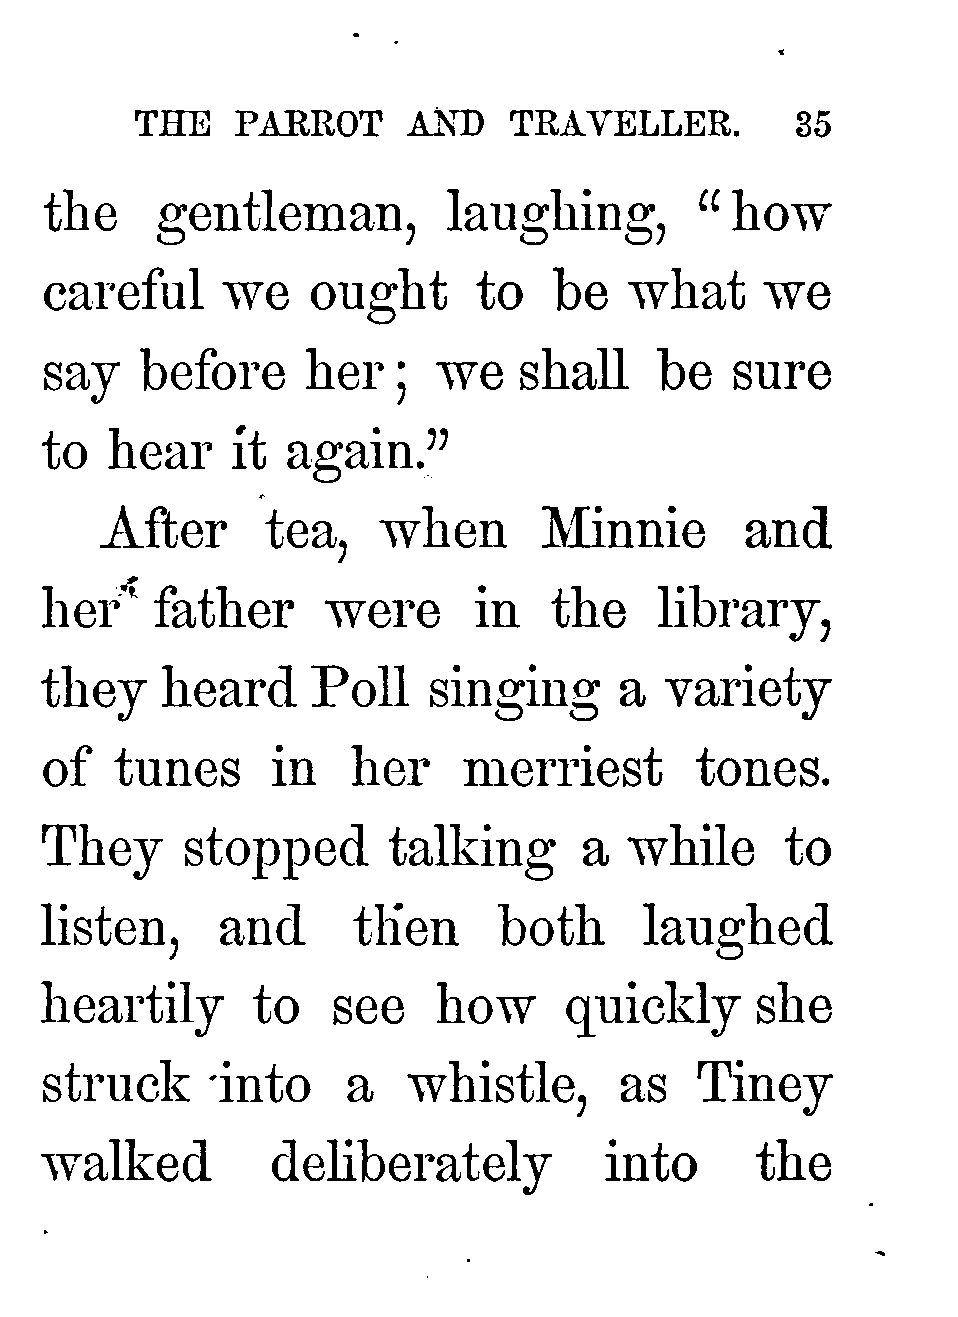 THE PARROT AND TRAVELLER. 35
the gentleman, laughing, “how
careful we ought to be what we
say before her; we shall be sure
to hear it again.”
After tea, when Minnie and
her father were in the library,
they heard Poll singing a variety
of tunes in her merriest tones.
They stopped talking a while to
listen, and then both laughed
heartily to see how quickly she
struck into a whistle, as Tiney
walked deliberately into the